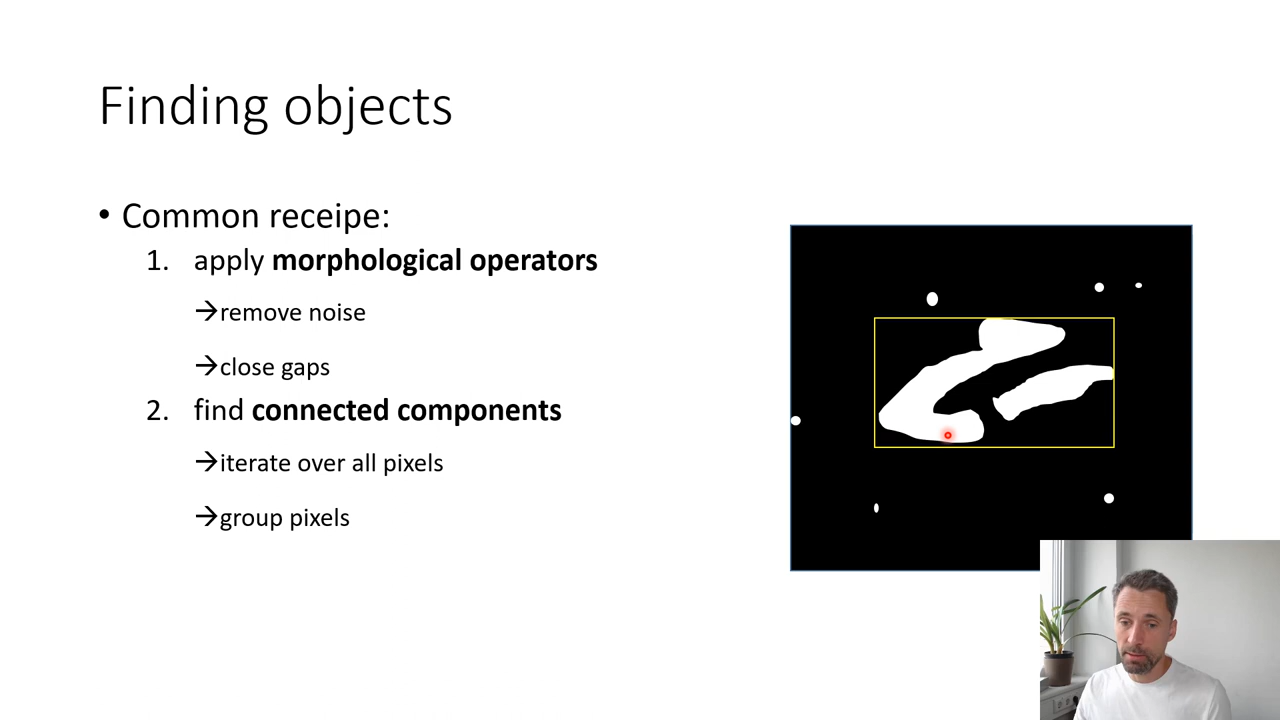 Finding objects
• Common receipe:
1. apply morphological operators
→remove noise
→close gaps
2. find connected components
→iterate over all pixels
→group pixels